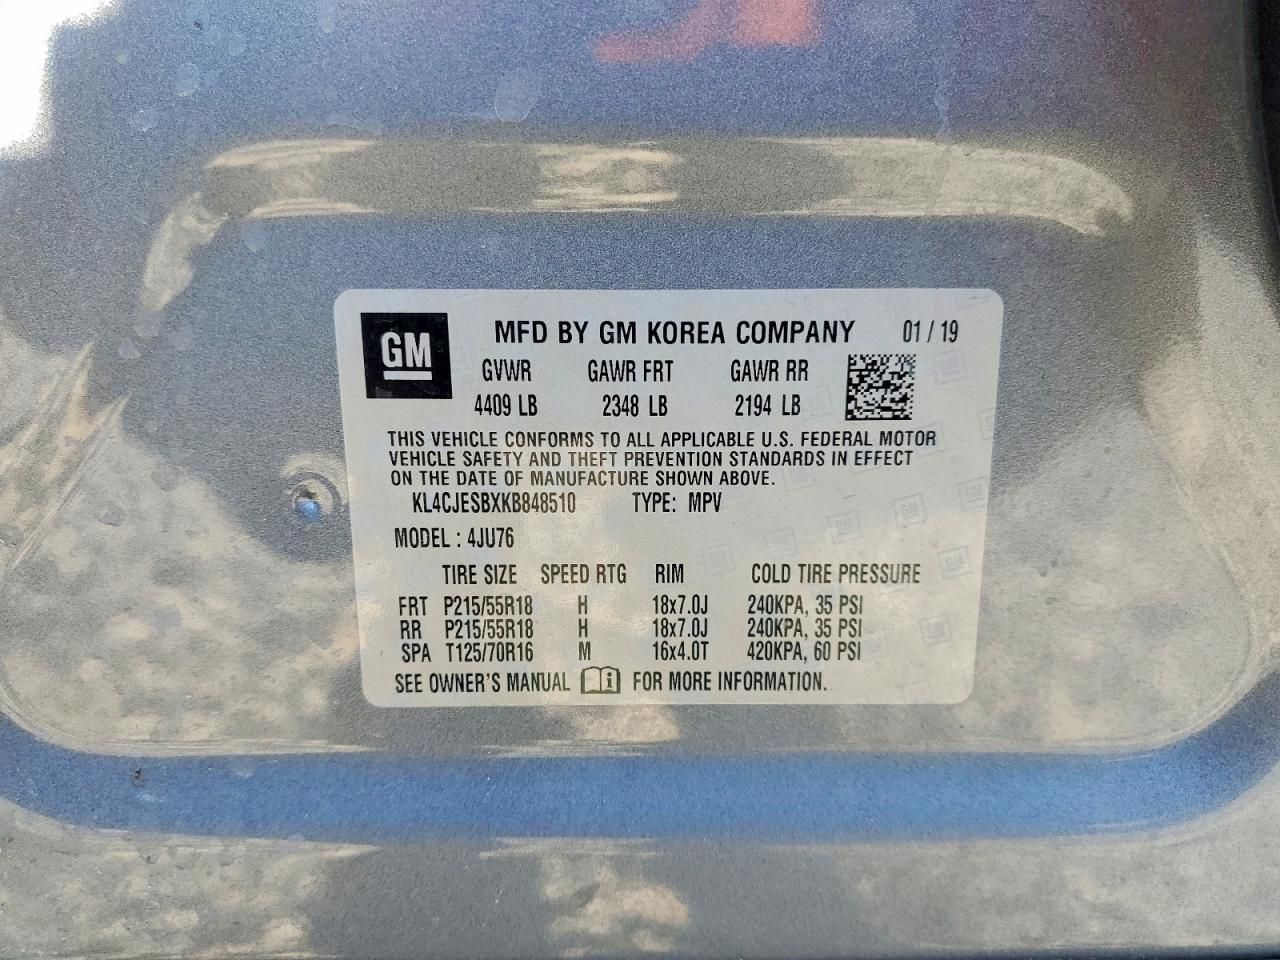 GM MFD BY GM KOREA COMPANY 01 / 19
GVWR GAWR FRT GAWR RR
4409 LB 2348 LB 2194 LB
THIS VEHICLE CONFORMS TO ALL APPLICABLE U.S. FEDERAL MOTOR
VEHICLE SAFETY AND THEFT PREVENTION STANDARDS IN EFFECT
ON THE DATE OF MANUFACTURE SHOWN ABOVE.
KL4CJESBXKB848510 TYPE: MPV
MODEL : 4JU76
TIRE SIZE SPEED RTG RIM COLD TIRE PRESSURE
FRT P215/55R18 H 18x7.0J 240KPA, 35 PSI
RR P215/55R18 H 18x7.0J 240KPA, 35 PSI
SPA T125/70R16 M 16x4.0T 420KPA, 60 PSI
SEE OWNER'S MANUAL i FOR MORE INFORMATION.